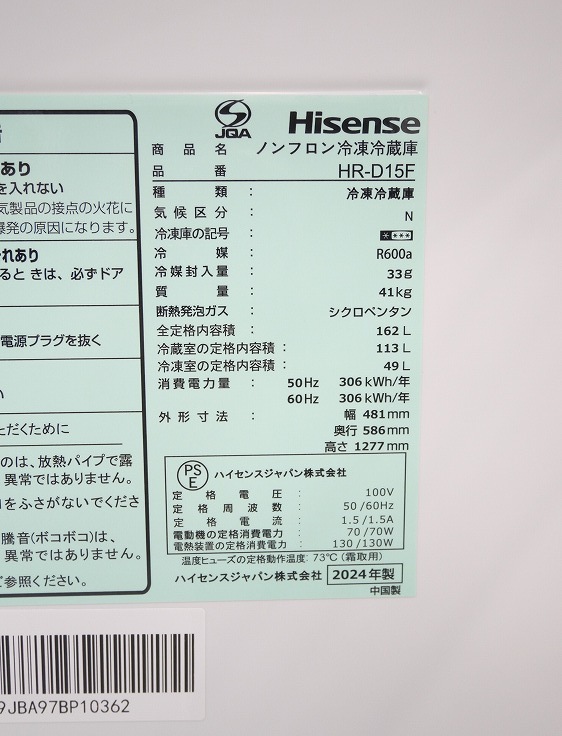 あり
を入れない
気製品の接点の火花に
爆発の原因になります。
れあり
るときは、必ずドア
電源プラグを抜く
い
ただくために
のは、放熱パイプで露
異常ではありません。
口をふさがないでくださ
騰音(ボコボコ)は、
異常ではありません。
ご参照ください。
JQA
Hisense
商品名 ノンフロン冷凍冷蔵庫
品番 HR-D15F
種類 : 冷凍冷蔵庫
気候区分 : N
冷凍庫の記号 : * ***
冷媒 : R600a
冷媒封入量 : 33g
質量 : 41kg
断熱発泡ガス : シクロペンタン
全定格内容積 : 162L
冷蔵室の定格内容積 : 113L
冷凍室の定格内容積 : 49L
消費電力量 : 50Hz 306kWh/年
60Hz 306kWh/年
外形寸法 : 幅 481mm
奥行 586mm
高さ 1277mm
PS
E
ハイセンスジャパン株式会社
定格電圧 : 100V
定格周波数 : 50/60Hz
定格電流 : 1.5/1.5A
電動機の定格消費電力 : 70/70W
電熱装置の定格消費電力 : 130/130W
温度ヒューズの定格動作温度: 73℃(霜取用)
ハイセンスジャパン株式会社 2024年製
中国製
9JBA97BP10362